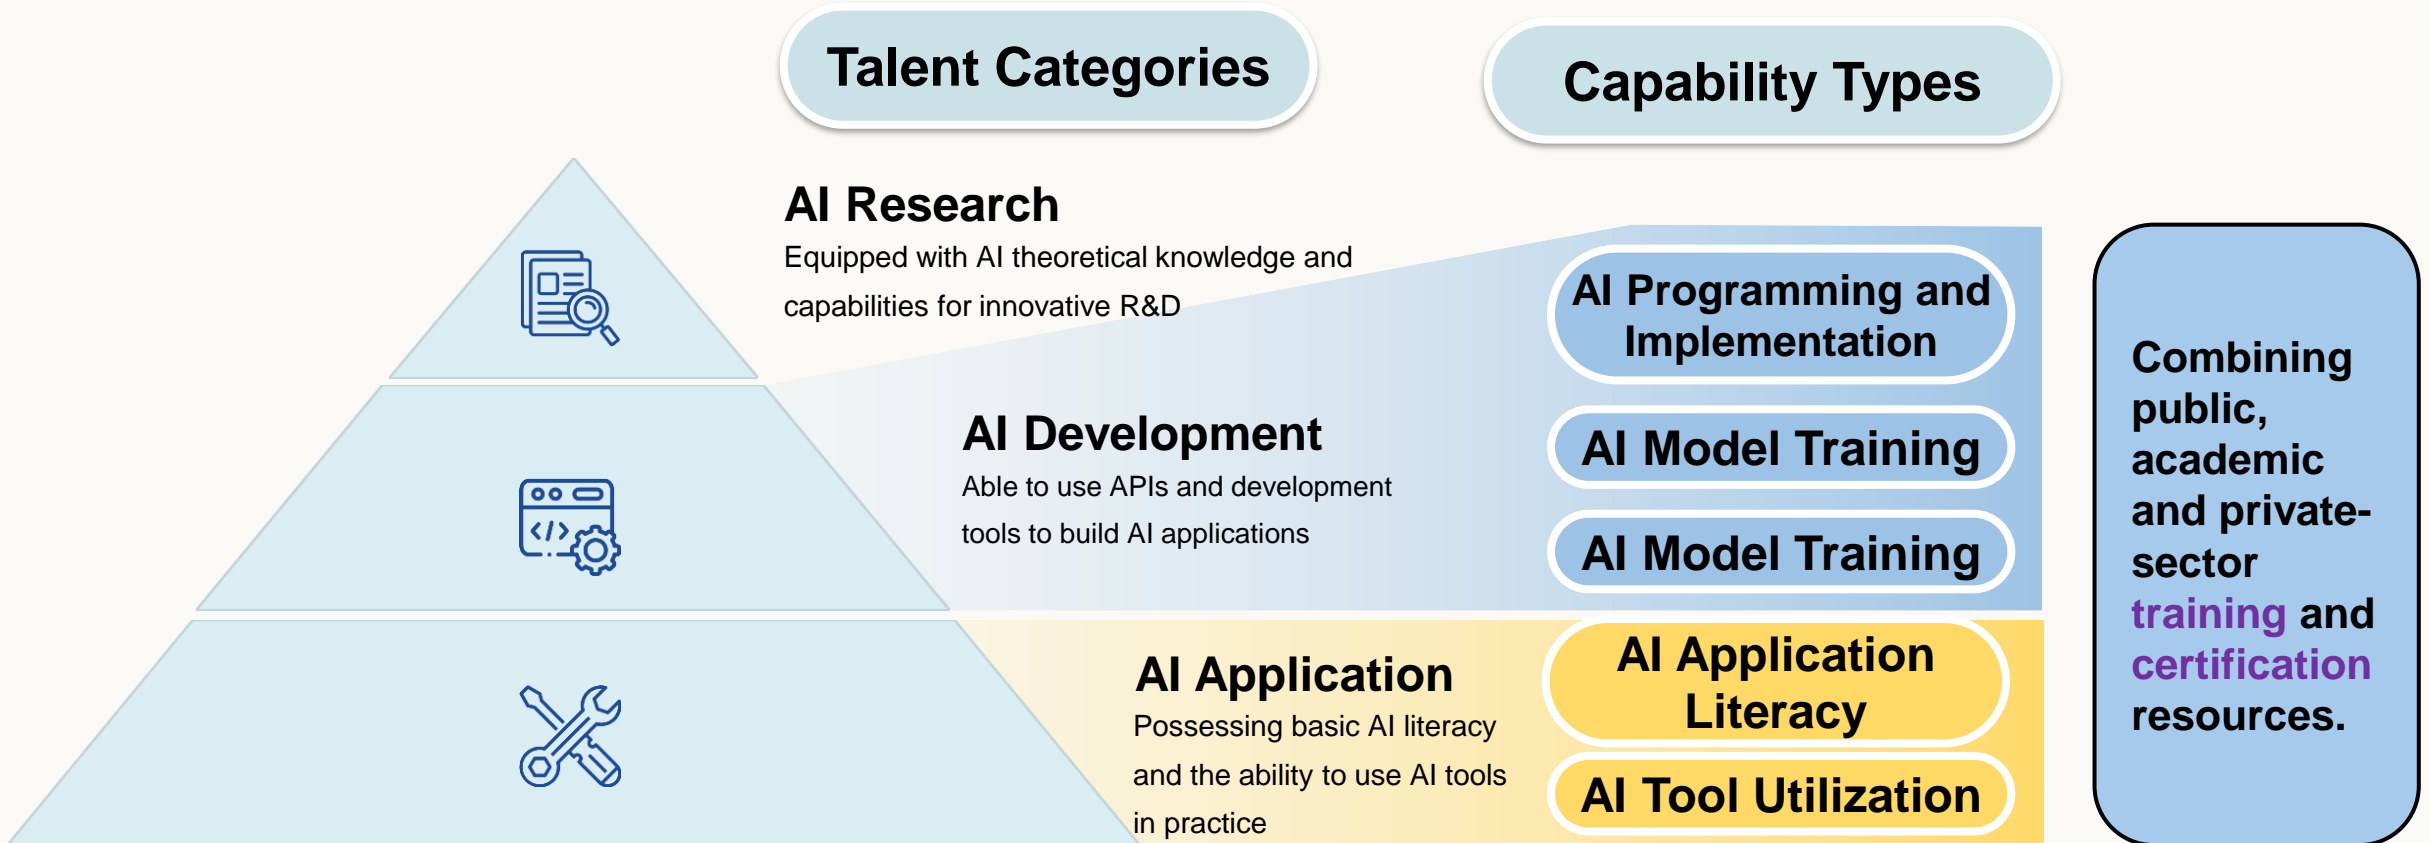 Talent Categories
Capability Types
AI Research
Equipped with AI theoretical knowledge and
capabilities for innovative R&D
AI Programming and
Implementation
AI Development
Able to use APIs and development
tools to build AI applications
AI Model Training
AI Model Training
AI Application
Possessing basic AI literacy
and the ability to use AI tools
in practice
AI Application
Literacy
AI Tool Utilization
Combining
public,
academic
and private-
sector
training and
certification
resources.